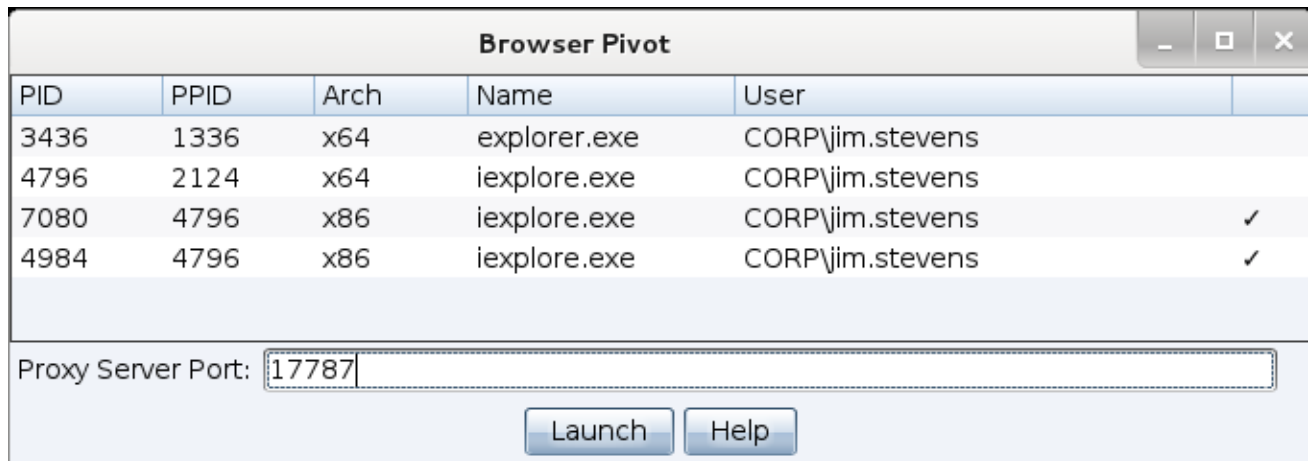 Browser Pivot
PID PPID Arch Name User
3436 1336 x64 explorer.exe CORP\jim.stevens
4796 2124 x64 iexplore.exe CORP\jim.stevens
7080 4796 x86 iexplore.exe CORP\jim.stevens ✓
4984 4796 x86 iexplore.exe CORP\jim.stevens ✓
Proxy Server Port: 17787
Launch Help